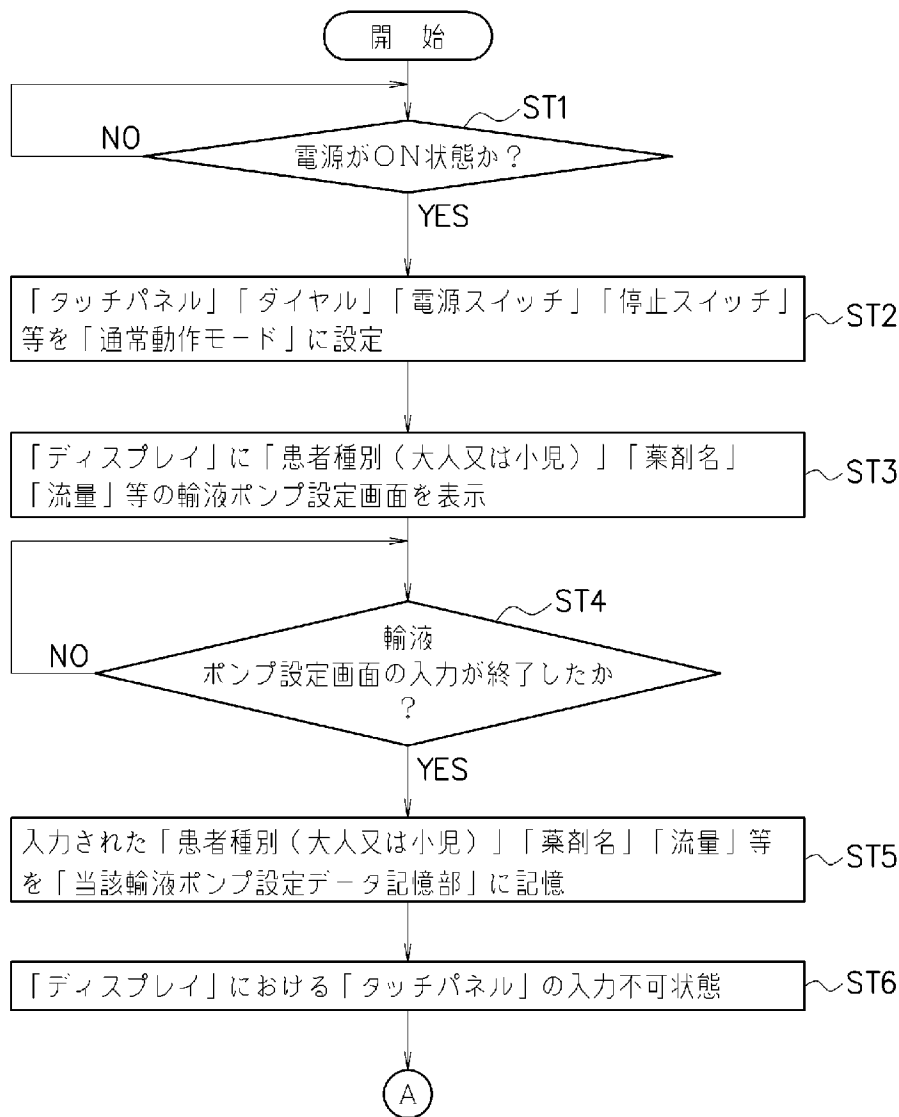 開 始
ST1
NO
電源がON状態か？
YES
「タッチパネル」「ダイヤル」「電源スイッチ」「停止スイッチ」
等を「通常動作モード」に設定
ST2
「ディスプレイ」に「患者種別（大人又は小児）」「薬剤名」
「流量」等の輸液ポンプ設定画面を表示
ST3
ST4
NO
輸液
ポンプ設定画面の入力が終了したか
？
YES
入力された「患者種別（大人又は小児）」「薬剤名」「流量」等
を「当該輸液ポンプ設定データ記憶部」に記憶
ST5
「ディスプレイ」における「タッチパネル」の入力不可状態
ST6
A